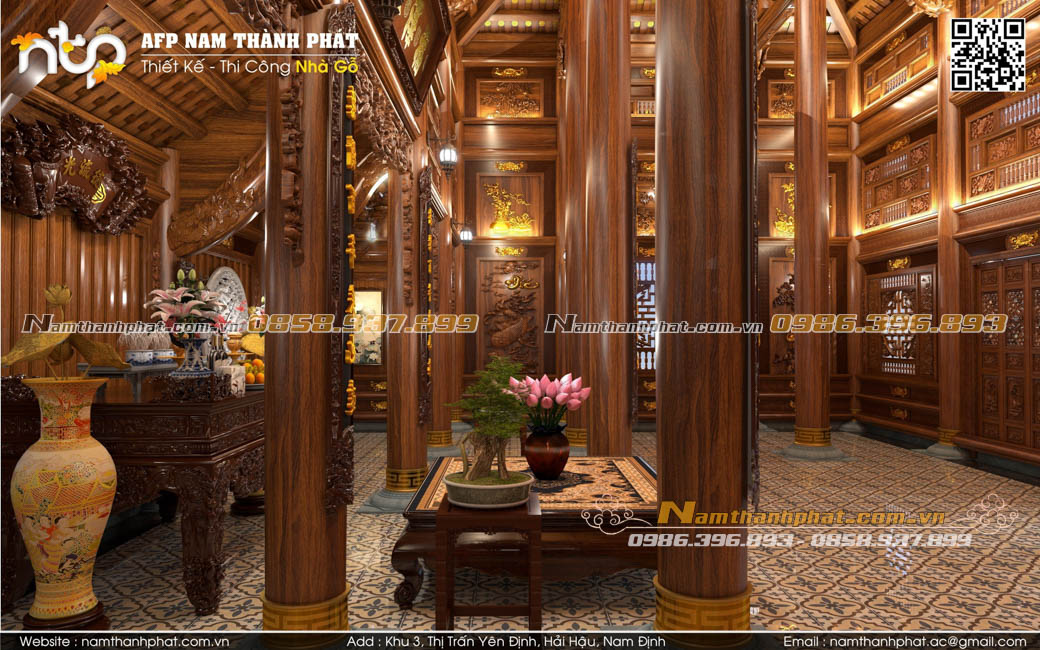 ntp AFP NAM THÀNH PHÁT
Thiết Kế - Thi Công Nhà Gỗ
Namthanhphat.com.vn 0858.937.899
Namthanhphat.com.vn 0986.396.893
Namthanhphat.com.vn
0986.396.893 - 0858.937.899
Website : namthanhphat.com.vn
Add : Khu 3, Thị Trấn Yên Định, Hải Hậu, Nam Định
Email : namthanhphat.ac@gmail.com